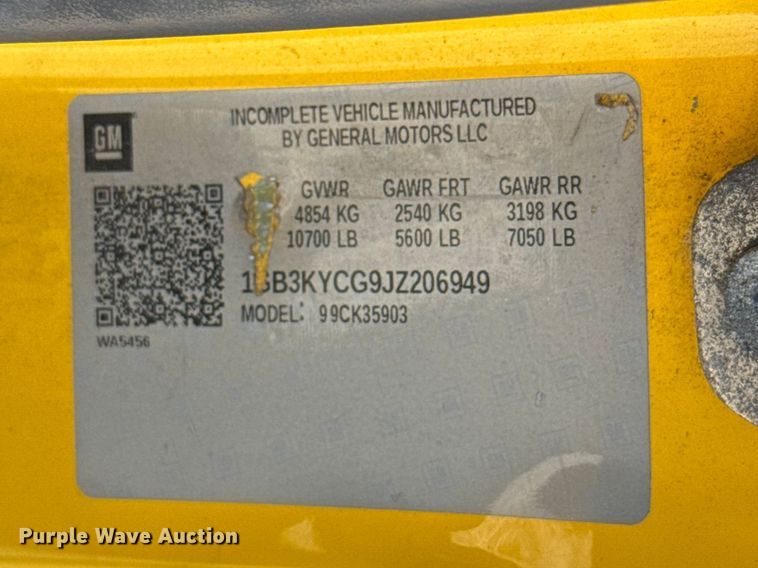 GM
INCOMPLETE VEHICLE MANUFACTURED
BY GENERAL MOTORS LLC
GVWR GAWR FRT GAWR RR
4854 KG 2540 KG 3198 KG
10700 LB 5600 LB 7050 LB
1GB3KYCG9JZ206949
MODEL: 99CK35903
WA5456
Purple Wave Auction